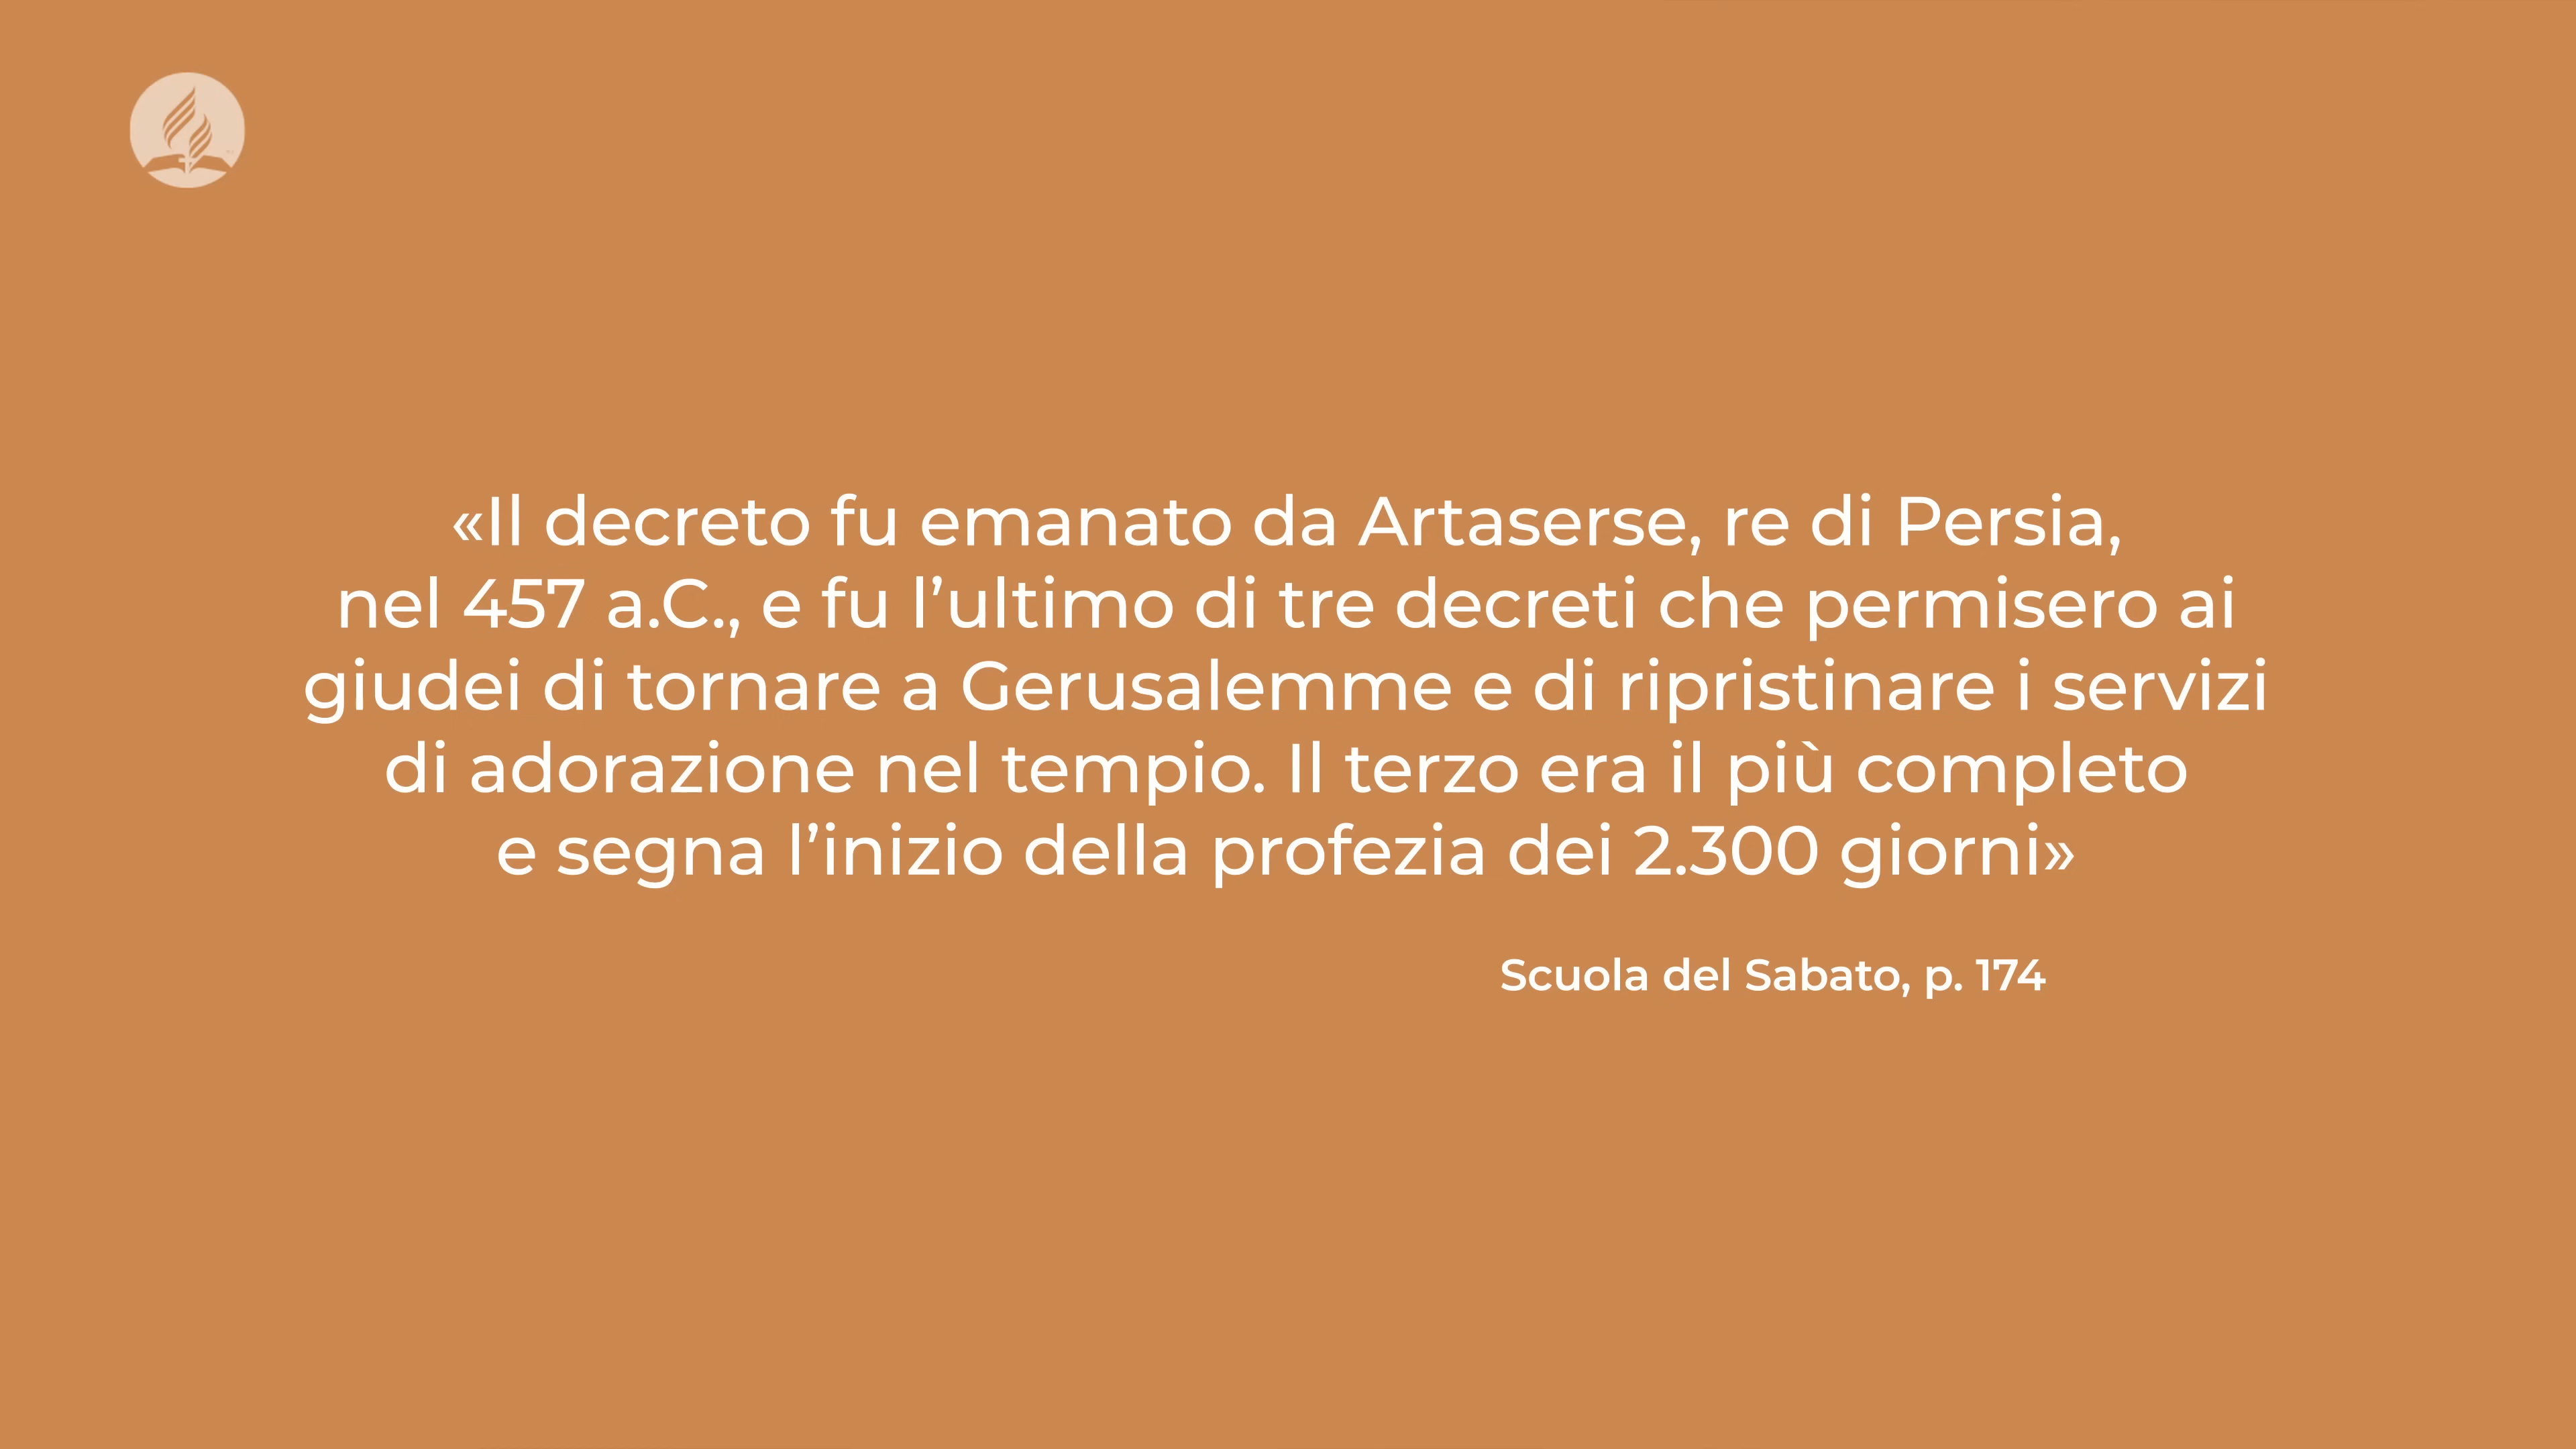 «Il decreto fu emanato da Artaserse, re di Persia,
nel 457 a.C., e fu l’ultimo di tre decreti che permisero ai
giudei di tornare a Gerusalemme e di ripristinare i servizi
di adorazione nel tempio. Il terzo era il più completo
e segna l’inizio della profezia dei 2.300 giorni»
Scuola del Sabato, p. 174